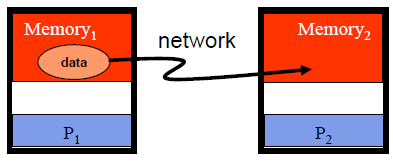 Memory₁
data
network
Memory₂
P₁
P₂